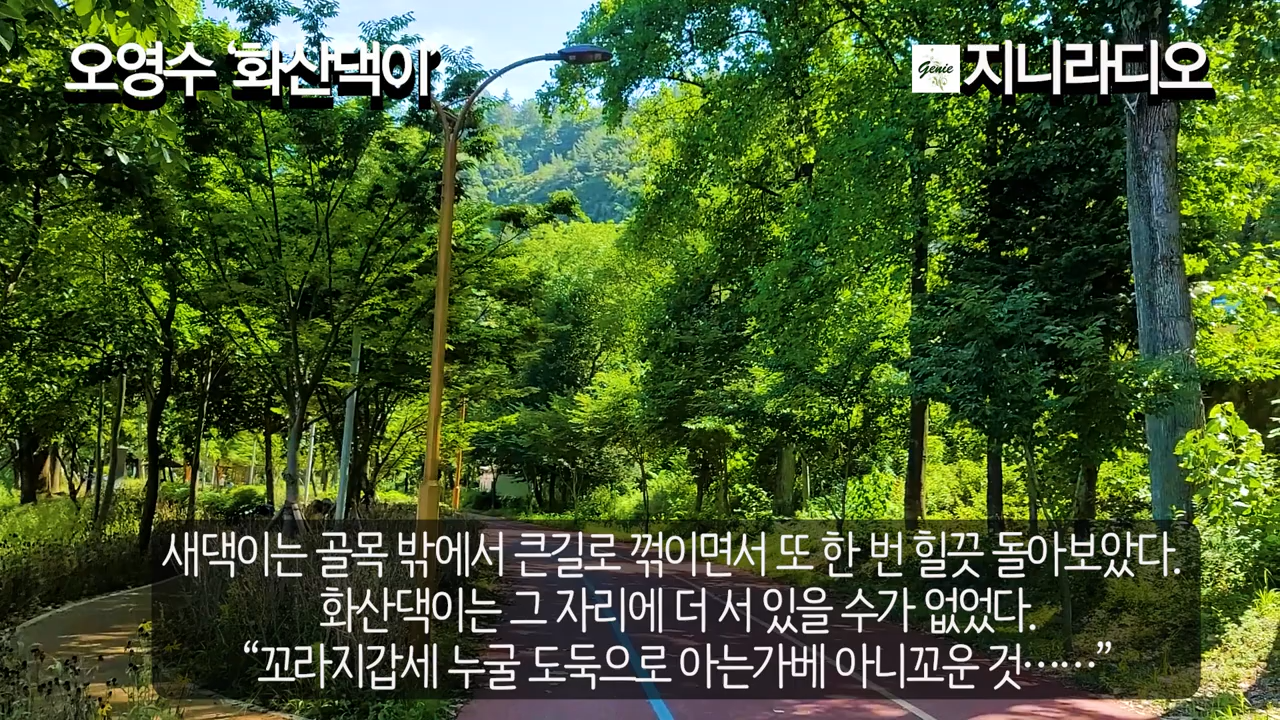 오영수 ‘화산댁이’
Genie
지니라디오
새댁이는 골목 밖에서 큰길로 꺾이면서 또 한 번 힐끗 돌아보았다.
화산댁이는 그 자리에 더 서 있을 수가 없었다.
“꼬라지갑세 누굴 도둑으로 아는가베 아니꼬운 것……”